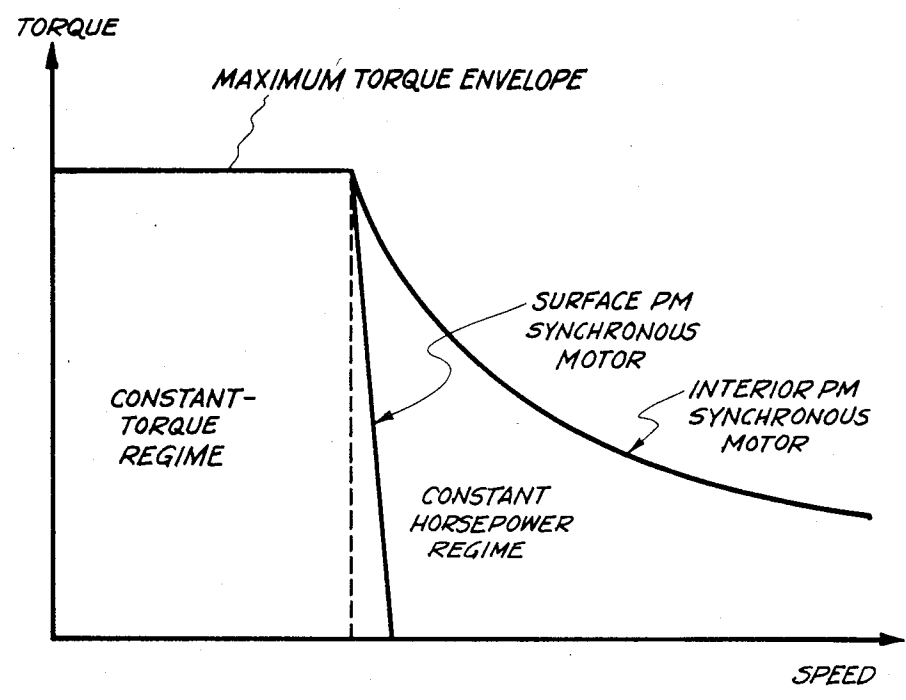 TORQUE
MAXIMUM TORQUE ENVELOPE
SURFACE PM
SYNCHRONOUS
MOTOR
INTERIOR PM
SYNCHRONOUS
MOTOR
CONSTANT-
TORQUE
REGIME
CONSTANT
HORSEPOWER
REGIME
SPEED